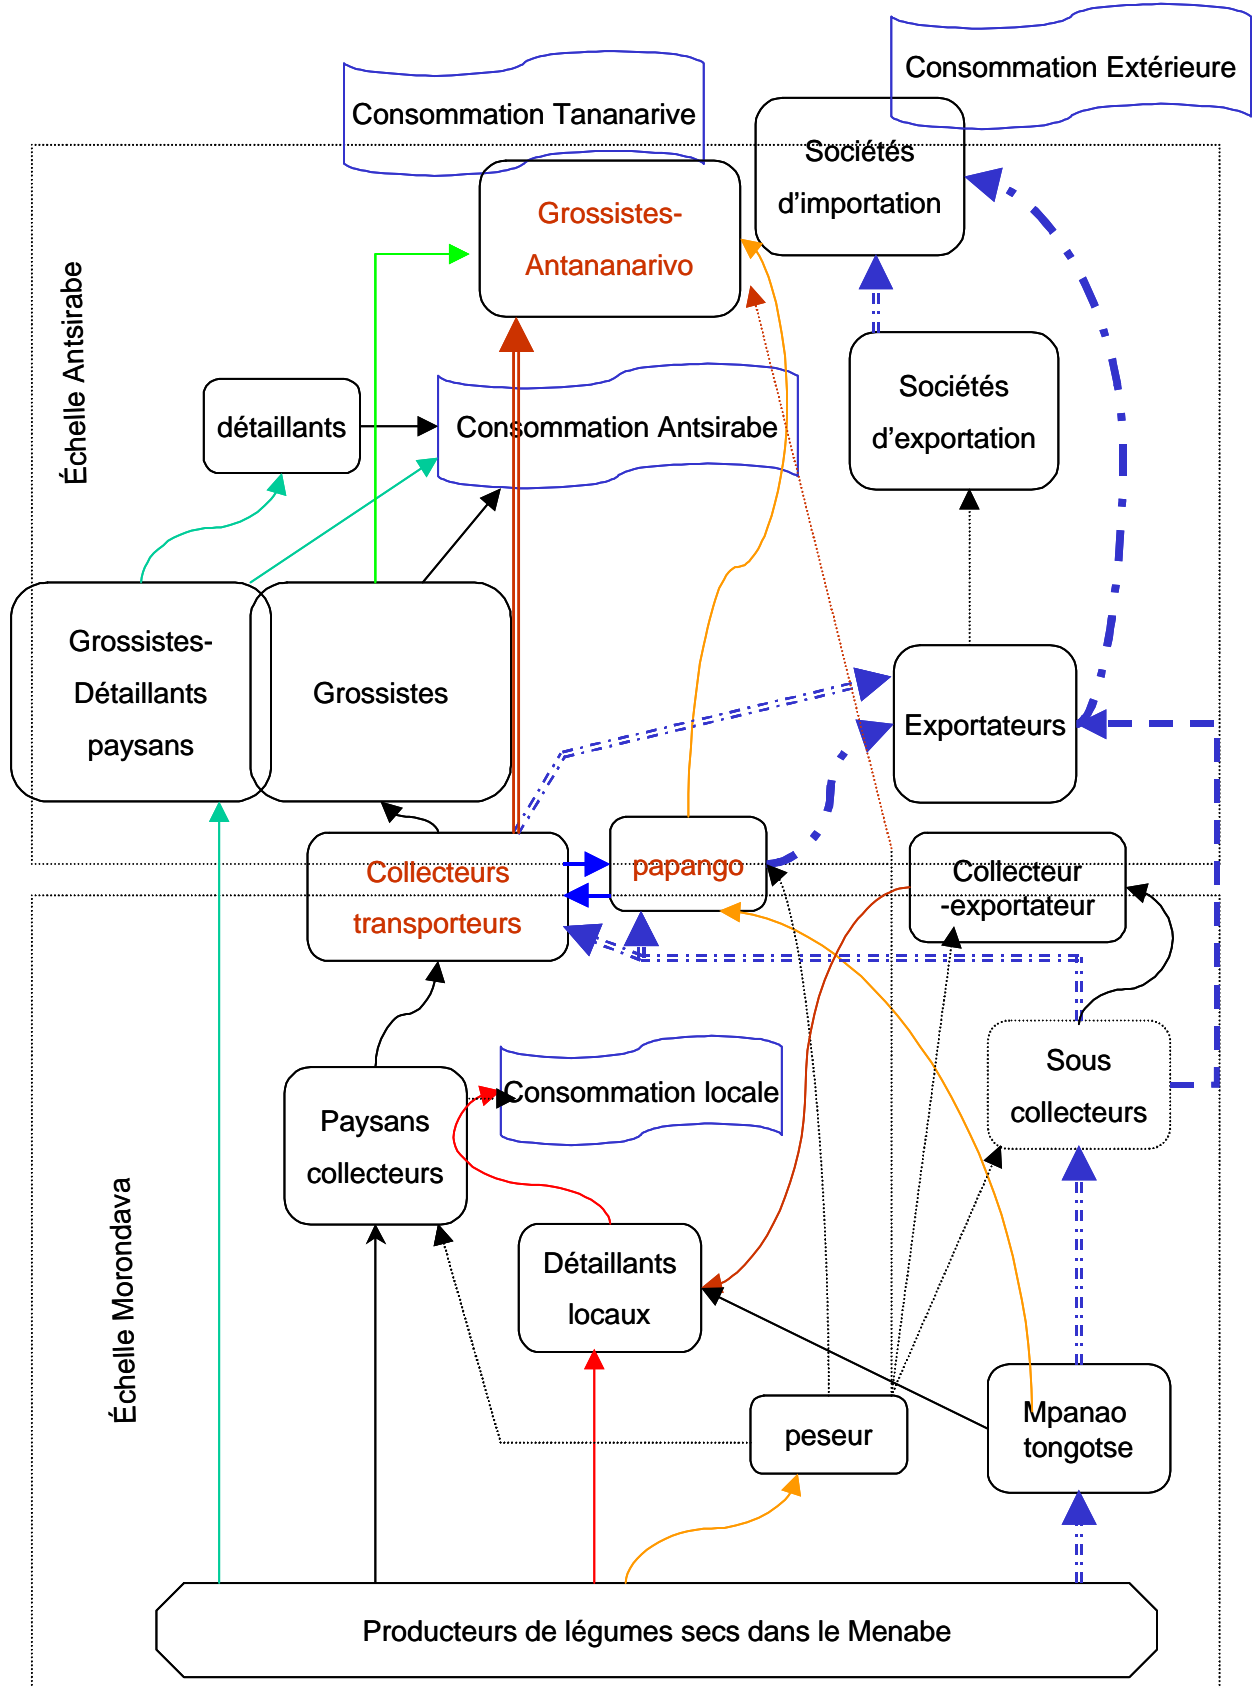 Consommation Extérieure
Consommation Tananarive
Sociétés
d'importation
Grossistes-
Antananarivo
Échelle Antsirabe
Sociétés
d'exportation
détaillants
Consommation Antsirabe
Grossistes-
Détaillants
paysans
Grossistes
Exportateurs
Collecteurs
transporteurs
papango
Collecteur
-exportateur
Sous
collecteurs
Consommation locale
Paysans
collecteurs
Échelle Morondava
Détaillants
locaux
peseur
Mpanao
tongotse
Producteurs de légumes secs dans le Menabe